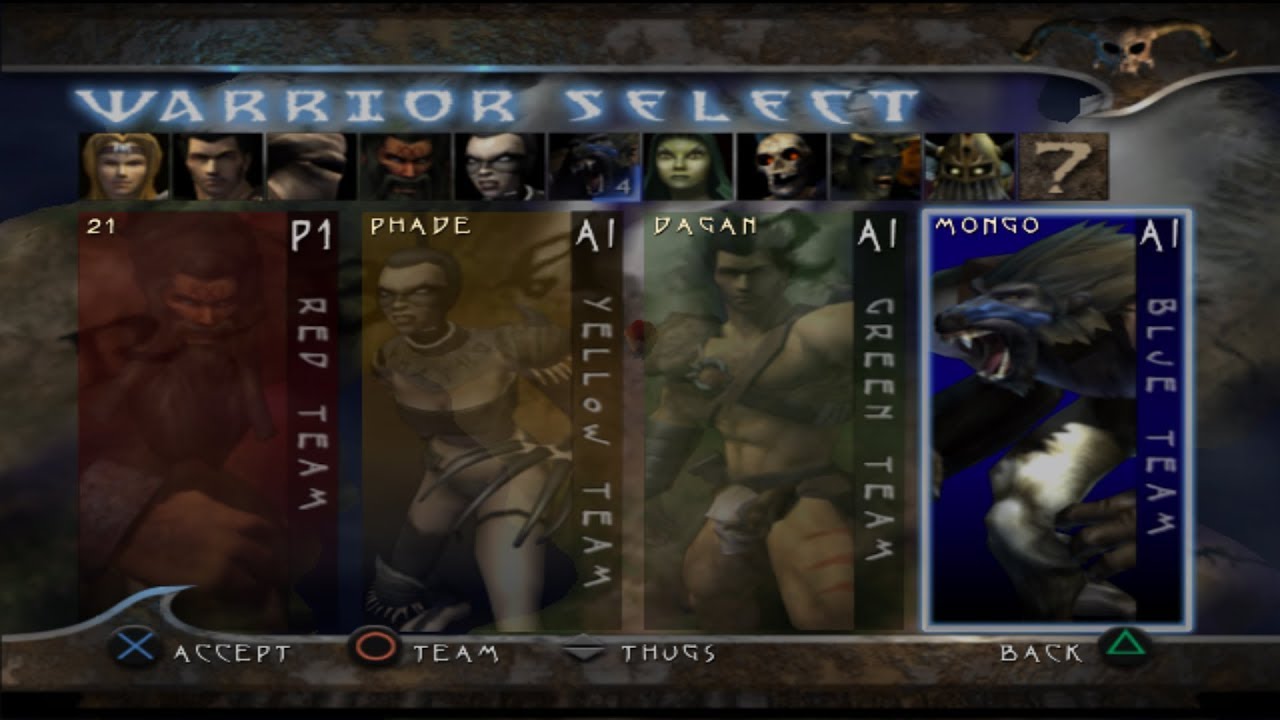 WARRIOR SELECT
4
?
21
P1
RED TEAM
PHADE
AI
YELLOW TEAM
DAGAN
AI
GREEN TEAM
MONGO
AI
BLUE TEAM
ACCEPT
TEAM
THUGS
BACK